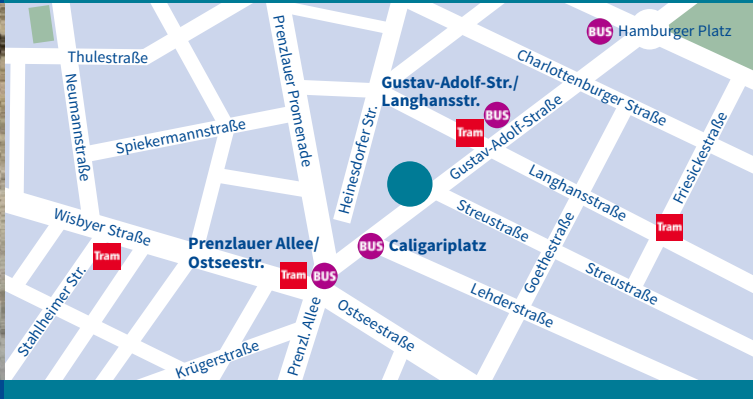 BUS Hamburger Platz
Thulestraße
Prenzlauer Promenade
Charlottenburger Straße
Gustav-Adolf-Str./
Langhansstr.
BUS
Tram
Neumannstraße
Spiekermannstraße
Heinesdorfer Str.
Gustav-Adolf-Straße
Langhansstraße
Friesickestraße
Wisbyer Straße
Streustraße
Tram
Prenzlauer Allee/
Ostseestr.
Tram
BUS
BUS Caligariplatz
Goethestraße
Streustraße
Tram
Stahlheimer Str.
Lehderstraße
Ostseestraße
Prenzl. Allee
Krügerstraße